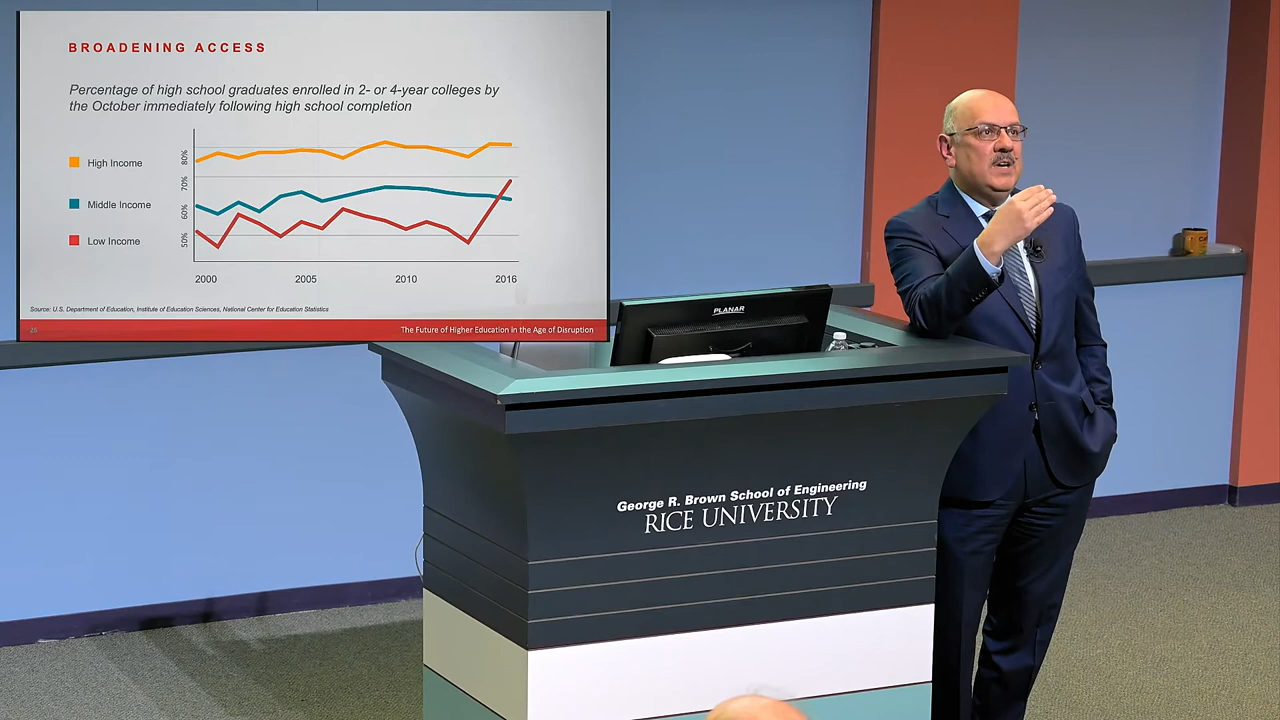 BROADENING ACCESS
Percentage of high school graduates enrolled in 2- or 4-year colleges by
the October immediately following high school completion
High Income
Middle Income
Low Income
80%
70%
60%
50%
2000
2005
2010
2016
Source: U.S. Department of Education, Institute of Education Sciences, National Center for Education Statistics
The Future of Higher Education in the Age of Disruption
PLANAR
George R. Brown School of Engineering
RICE UNIVERSITY